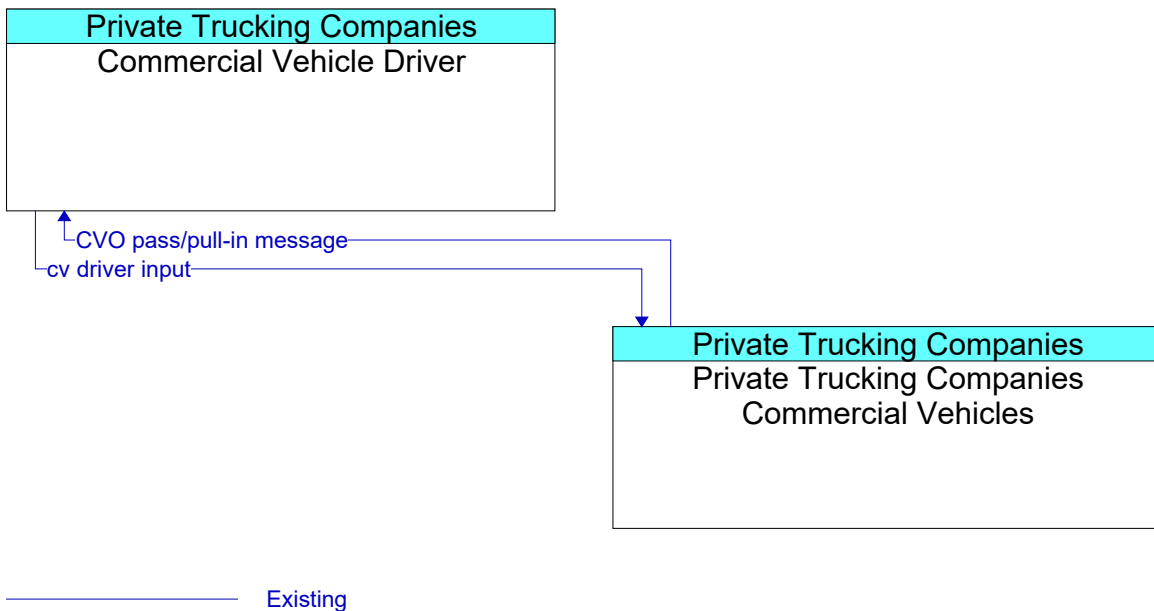 Private Trucking Companies
Commercial Vehicle Driver
CVO pass/pull-in message
cv driver input
Private Trucking Companies
Private Trucking Companies
Commercial Vehicles
Existing